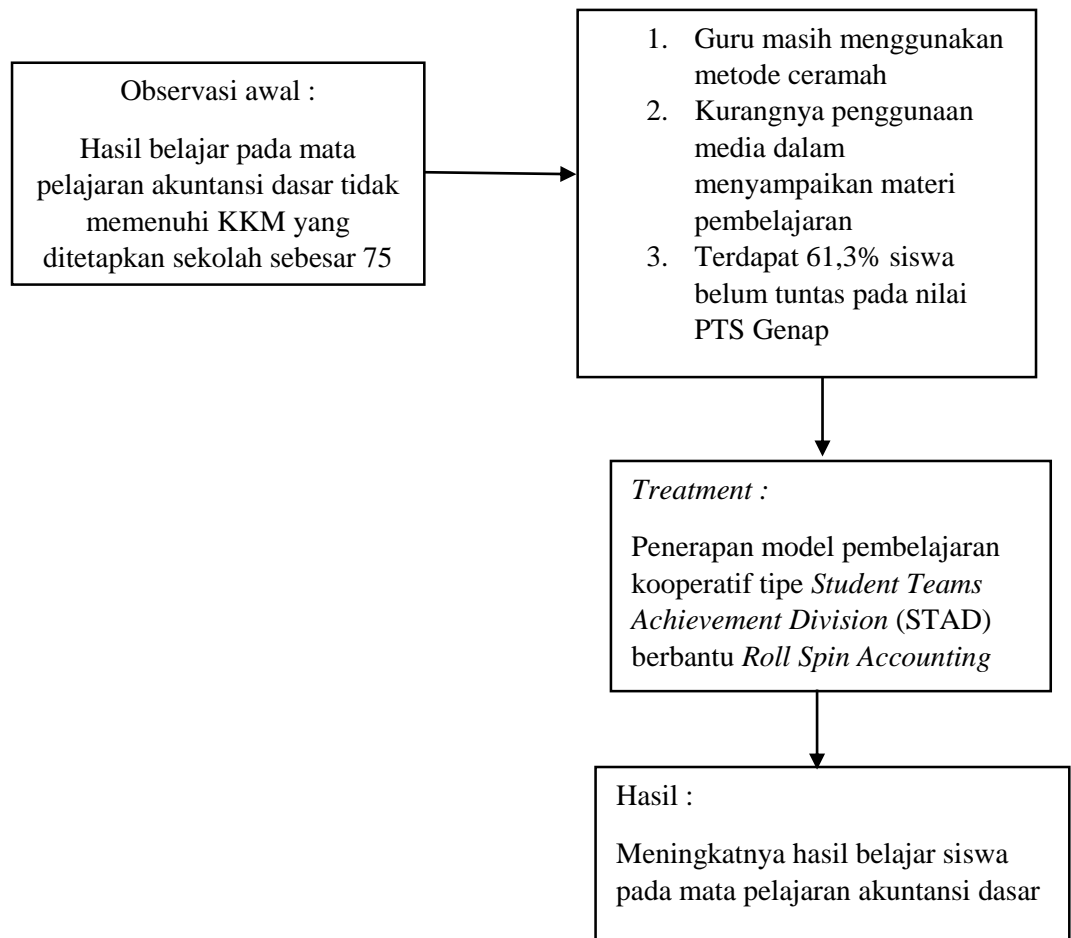 Observasi awal :
Hasil belajar pada mata
pelajaran akuntansi dasar tidak
memenuhi KKM yang
ditetapkan sekolah sebesar 75
1. Guru masih menggunakan
metode ceramah
2. Kurangnya penggunaan
media dalam
menyampaikan materi
pembelajaran
3. Terdapat 61,3% siswa
belum tuntas pada nilai
PTS Genap
Treatment :
Penerapan model pembelajaran
kooperatif tipe Student Teams
Achievement Division (STAD)
berbantu Roll Spin Accounting
Hasil :
Meningkatnya hasil belajar siswa
pada mata pelajaran akuntansi dasar